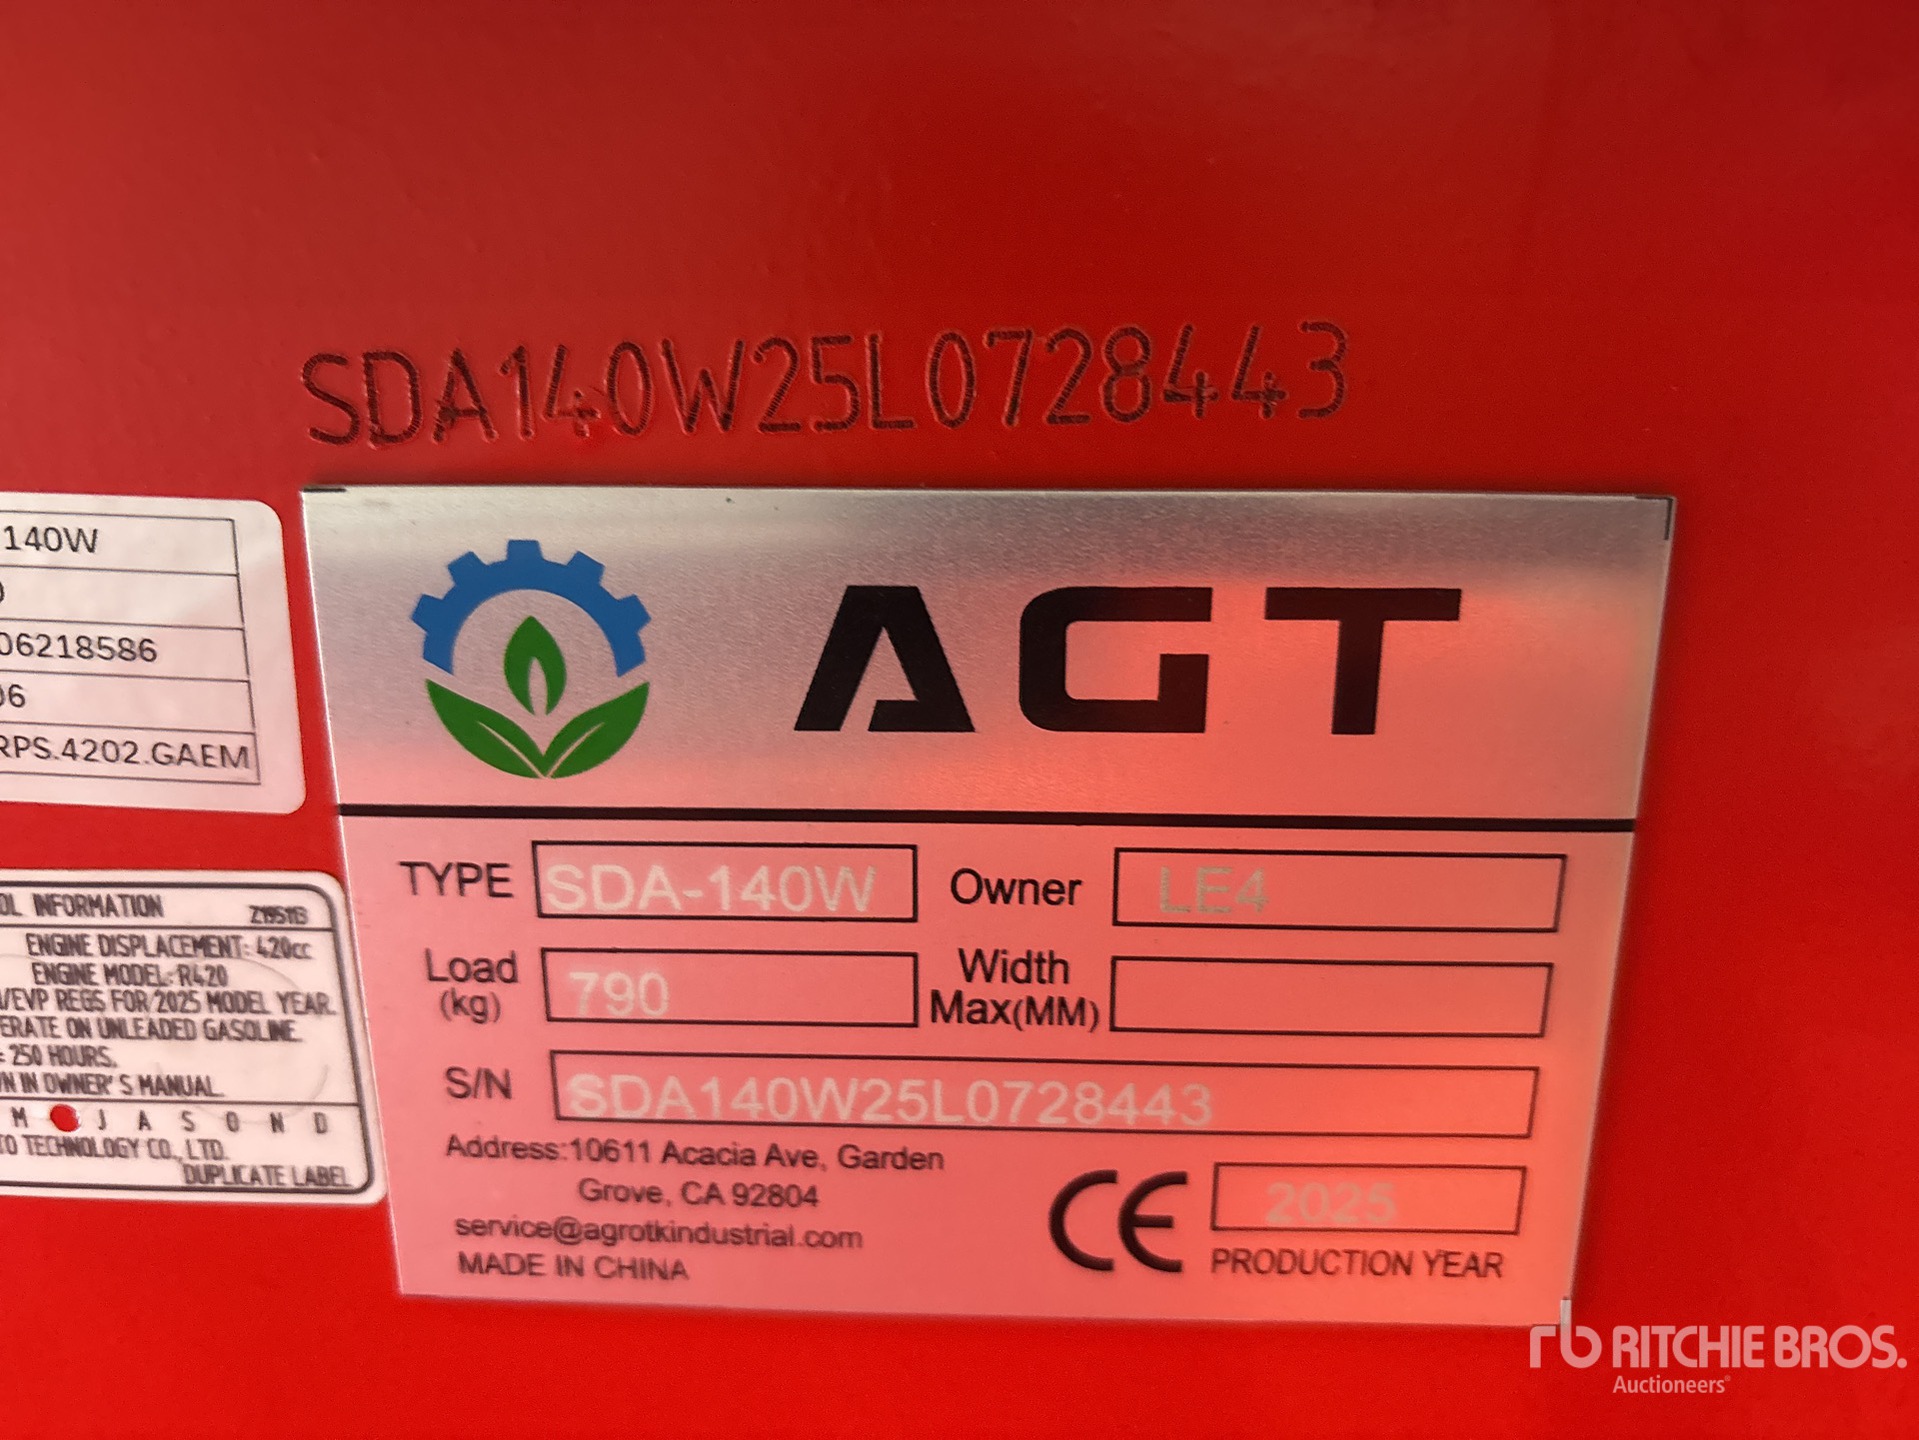 SDA140W25L0728443
140W
06218586
06
RPS.4202.GAEM
AGT
TYPE SDA-140W Owner LE4
Load (kg) 790 Width Max(MM)
S/N SDA140W25L0728443
Address:10611 Acacia Ave, Garden
Grove, CA 92804
service@agrotkindustrial.com
MADE IN CHINA
CE
2025
PRODUCTION YEAR
OL INFORMATION
ENGINE DISPLACEMENT: 420cc
ENGINE MODEL: R420
/EVP REGS FOR 2025 MODEL YEAR.
ERATE ON UNLEADED GASOLINE.
= 250 HOURS.
N IN OWNER'S MANUAL.
M J A S O N D
TO TECHNOLOGY CO., LTD.
DUPLICATE LABEL
rb RITCHIE BROS.
Auctioneers